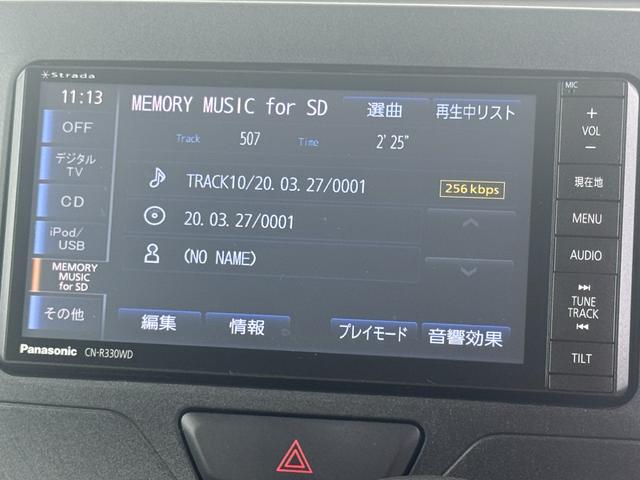 Strada
MIC
11:13
MEMORY MUSIC for SD
選曲
再生中リスト
Track 507 Time 2' 25"
OFF
デジタル
TV
CD
iPod/
USB
MEMORY
MUSIC
for SD
その他
TRACK10/20. 03. 27/0001
256 kbps
20. 03. 27/0001
(NO NAME)
編集
情報
プレイモード
音響効果
+
VOL
−
現在地
MENU
AUDIO
TUNE
TRACK
TILT
Panasonic CN-R330WD